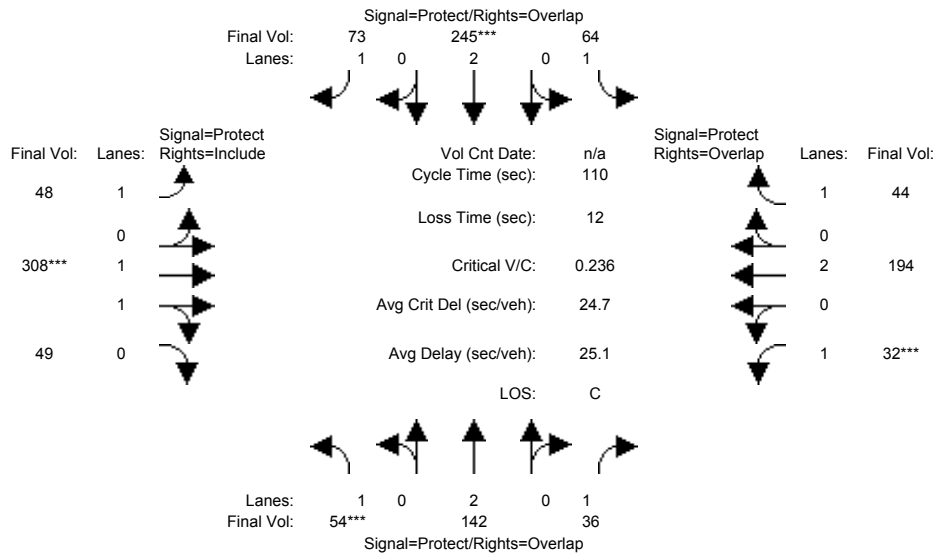 Signal=Protect/Rights=Overlap
Final Vol: 73 245*** 64
Lanes: 1 0 2 0 1
Signal=Protect
Final Vol: Lanes: Rights=Include
Vol Cnt Date: n/a
Signal=Protect
Rights=Overlap Lanes: Final Vol:
Cycle Time (sec): 110
48 1
1 44
Loss Time (sec): 12
0
0
308*** 1
Critical V/C: 0.236
2 194
1
Avg Crit Del (sec/veh): 24.7
0
49 0
Avg Delay (sec/veh): 25.1
1 32***
LOS: C
Lanes: 1 0 2 0 1
Final Vol: 54*** 142 36
Signal=Protect/Rights=Overlap